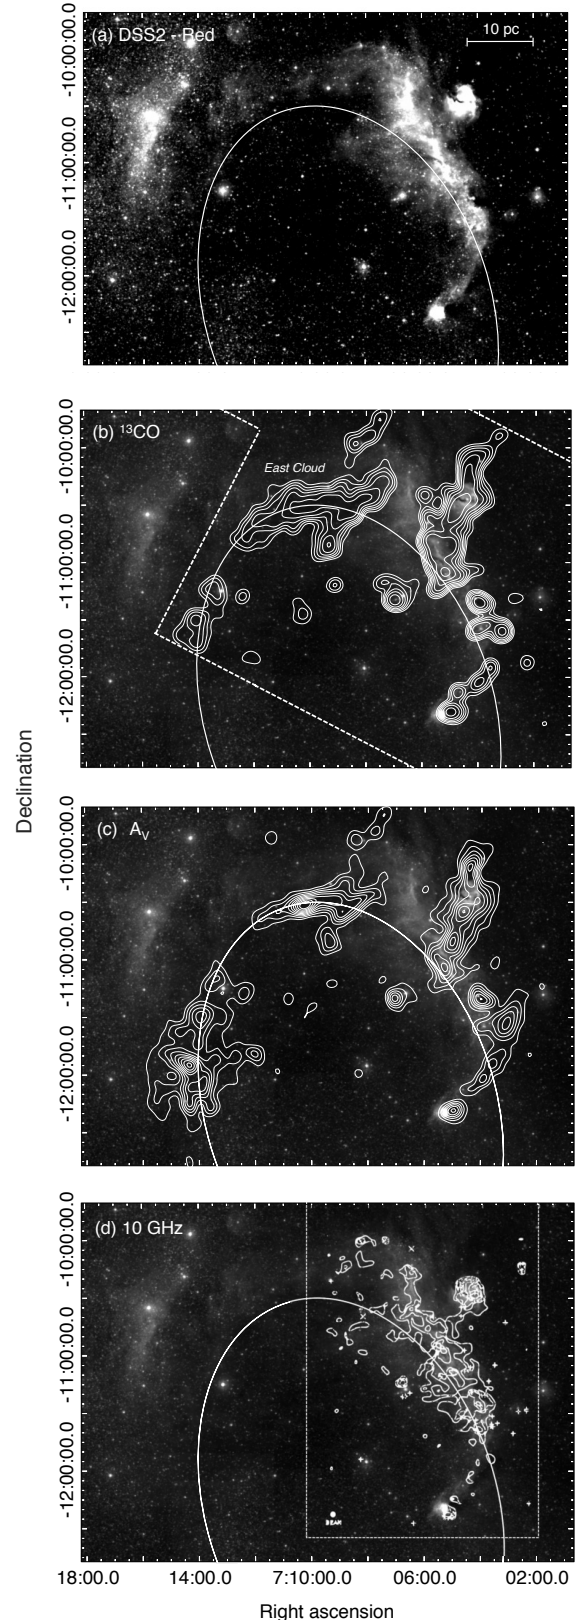 (a) DSS2 - Red
10 pc
-10:00:00.0
-11:00:00.0
-12:00:00.0
(b) ¹³CO
East Cloud
-10:00:00.0
-11:00:00.0
-12:00:00.0
Declination
(c) A_V
-10:00:00.0
-11:00:00.0
-12:00:00.0
(d) 10 GHz
-10:00:00.0
-11:00:00.0
-12:00:00.0
BEAM
18:00.0 14:00.0 7:10:00.0 06:00.0 02:00.0
Right ascension